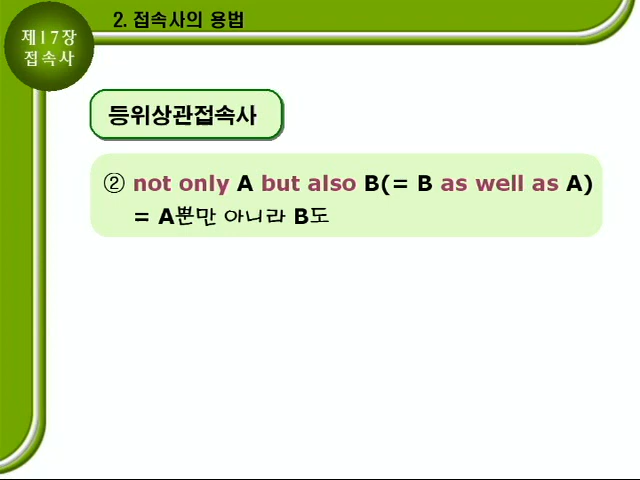 제17장
접속사
2. 접속사의 용법
등위상관접속사
② not only A but also B(= B as well as A)
= A뿐만 아니라 B도